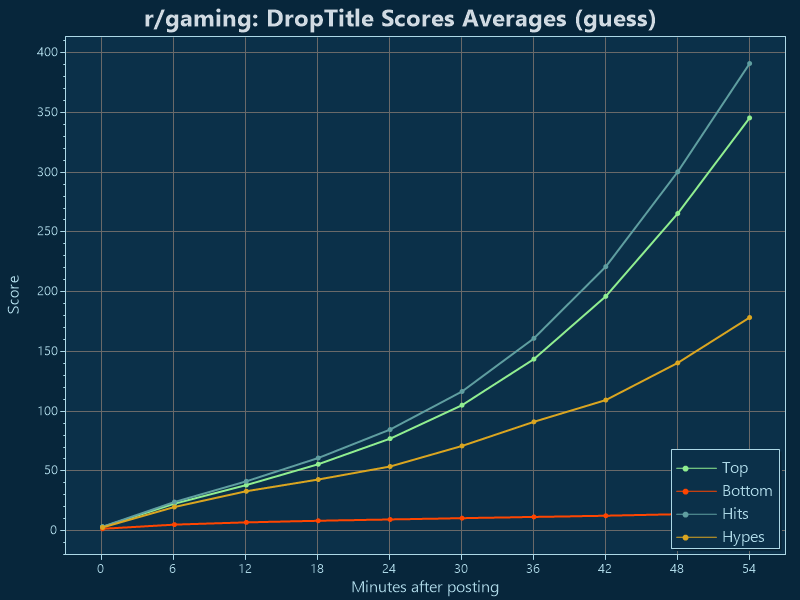 r/gaming: DropTitle Scores Averages (guess)
400
350
300
250
200
150
100
50
0
Score
0 6 12 18 24 30 36 42 48 54
Minutes after posting
Top
Bottom
Hits
Hypes